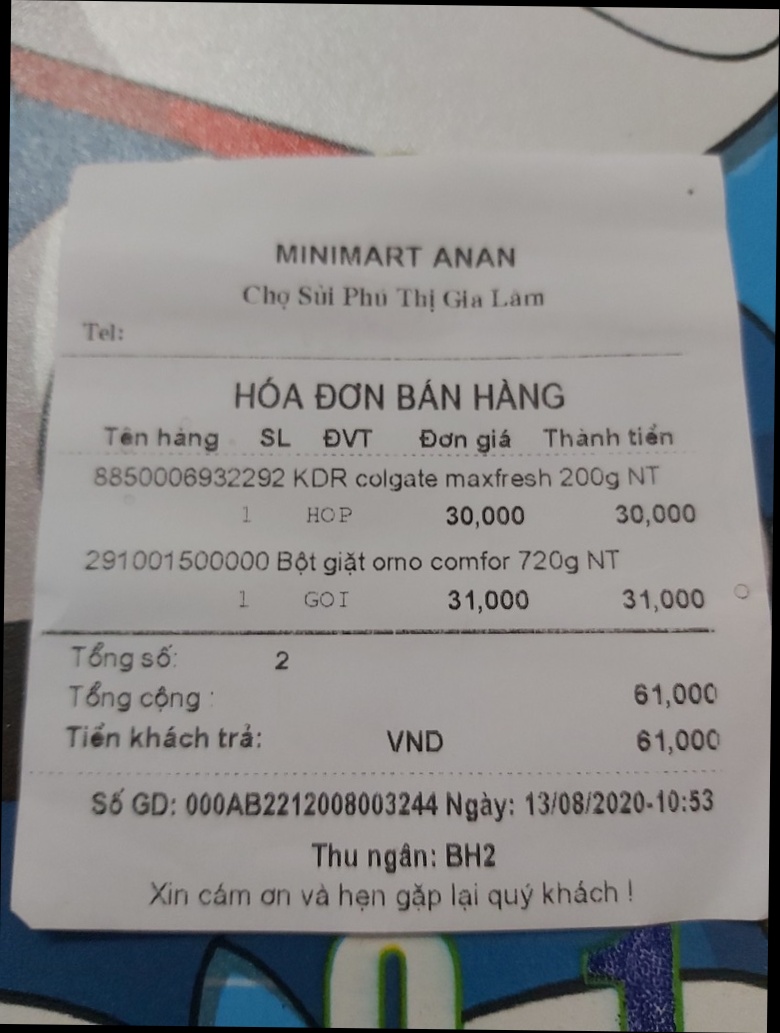 MINIMART ANAN
Chợ Sủi Phú Thị Gia Lâm
Tel:
HÓA ĐƠN BÁN HÀNG
Tên hàng SL ĐVT Đơn giá Thành tiền
8850006932292 KDR colgate maxfresh 200g NT
1 HOP 30,000 30,000
291001500000 Bột giặt omo comfor 720g NT
1 GOI 31,000 31,000
Tổng số: 2
Tổng cộng : 61,000
Tiền khách trả: VND 61,000
Số GD: 000AB2212008003244 Ngày: 13/08/2020-10:53
Thu ngân: BH2
Xin cám ơn và hẹn gặp lại quý khách !
01